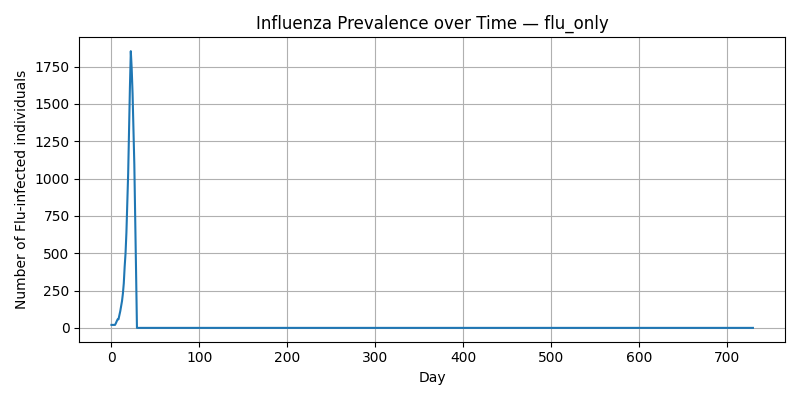 Influenza Prevalence over Time — flu_only
Number of Flu-infected individuals
1750
1500
1250
1000
750
500
250
0
0 100 200 300 400 500 600 700
Day